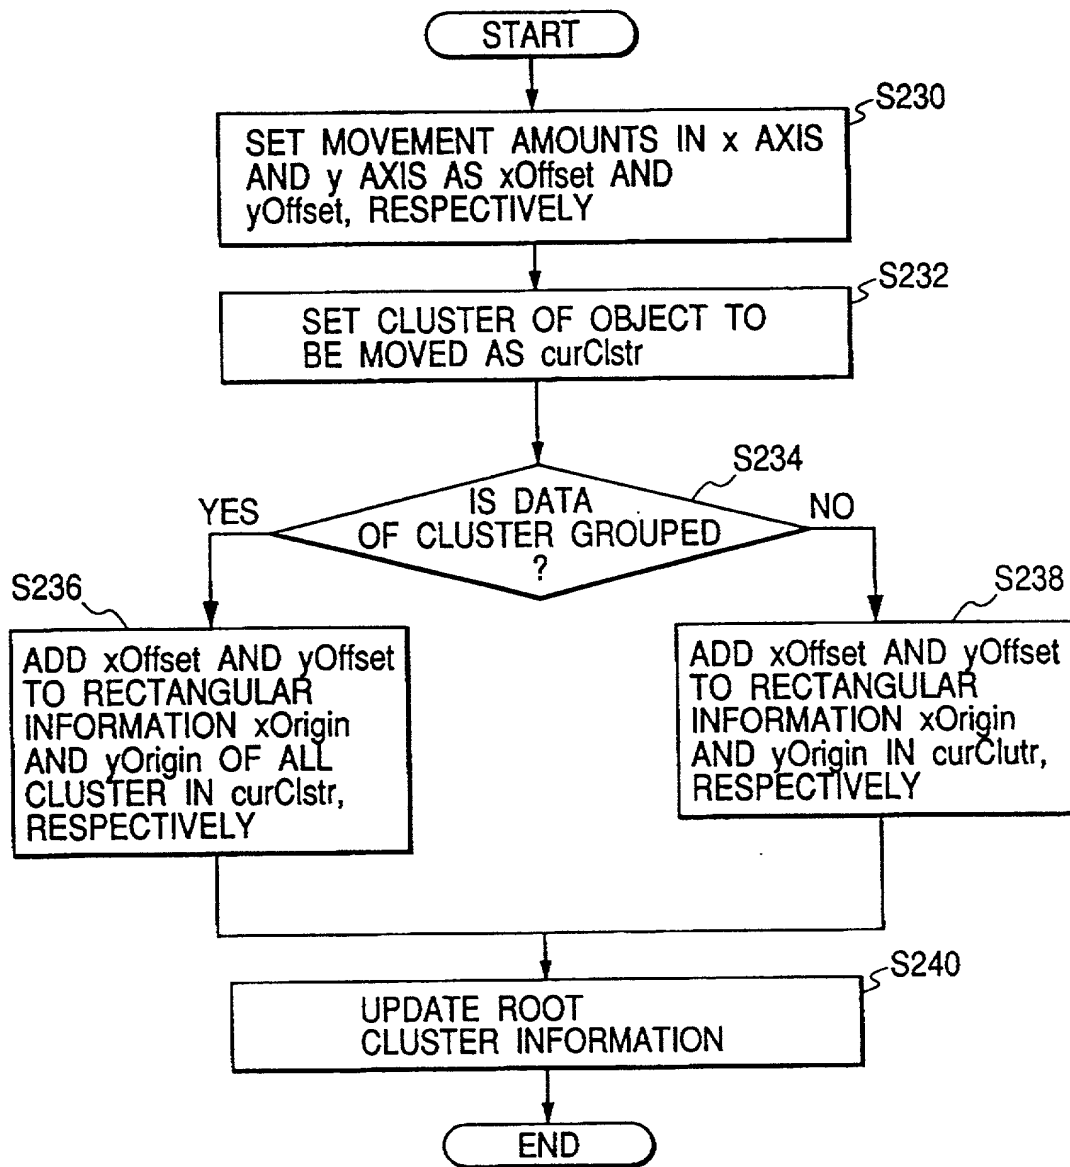 START
S230
SET MOVEMENT AMOUNTS IN x AXIS
AND y AXIS AS xOffset AND
yOffset, RESPECTIVELY
S232
SET CLUSTER OF OBJECT TO
BE MOVED AS curClstr
S234
IS DATA
OF CLUSTER GROUPED
?
YES
NO
S236
ADD xOffset AND yOffset
TO RECTANGULAR
INFORMATION xOrigin
AND yOrigin OF ALL
CLUSTER IN curClstr,
RESPECTIVELY
S238
ADD xOffset AND yOffset
TO RECTANGULAR
INFORMATION xOrigin
AND yOrigin IN curClutr,
RESPECTIVELY
S240
UPDATE ROOT
CLUSTER INFORMATION
END